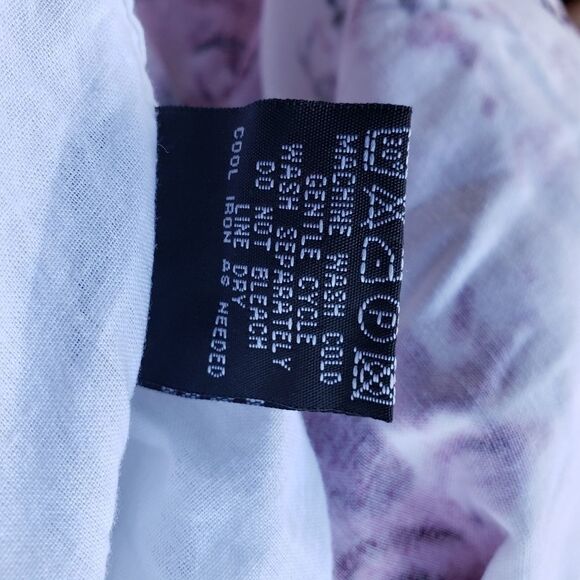 MACHINE WASH COLD
GENTLE CYCLE
WASH SEPARATELY
DO NOT BLEACH
LINE DRY
COOL IRON AS NEEDED